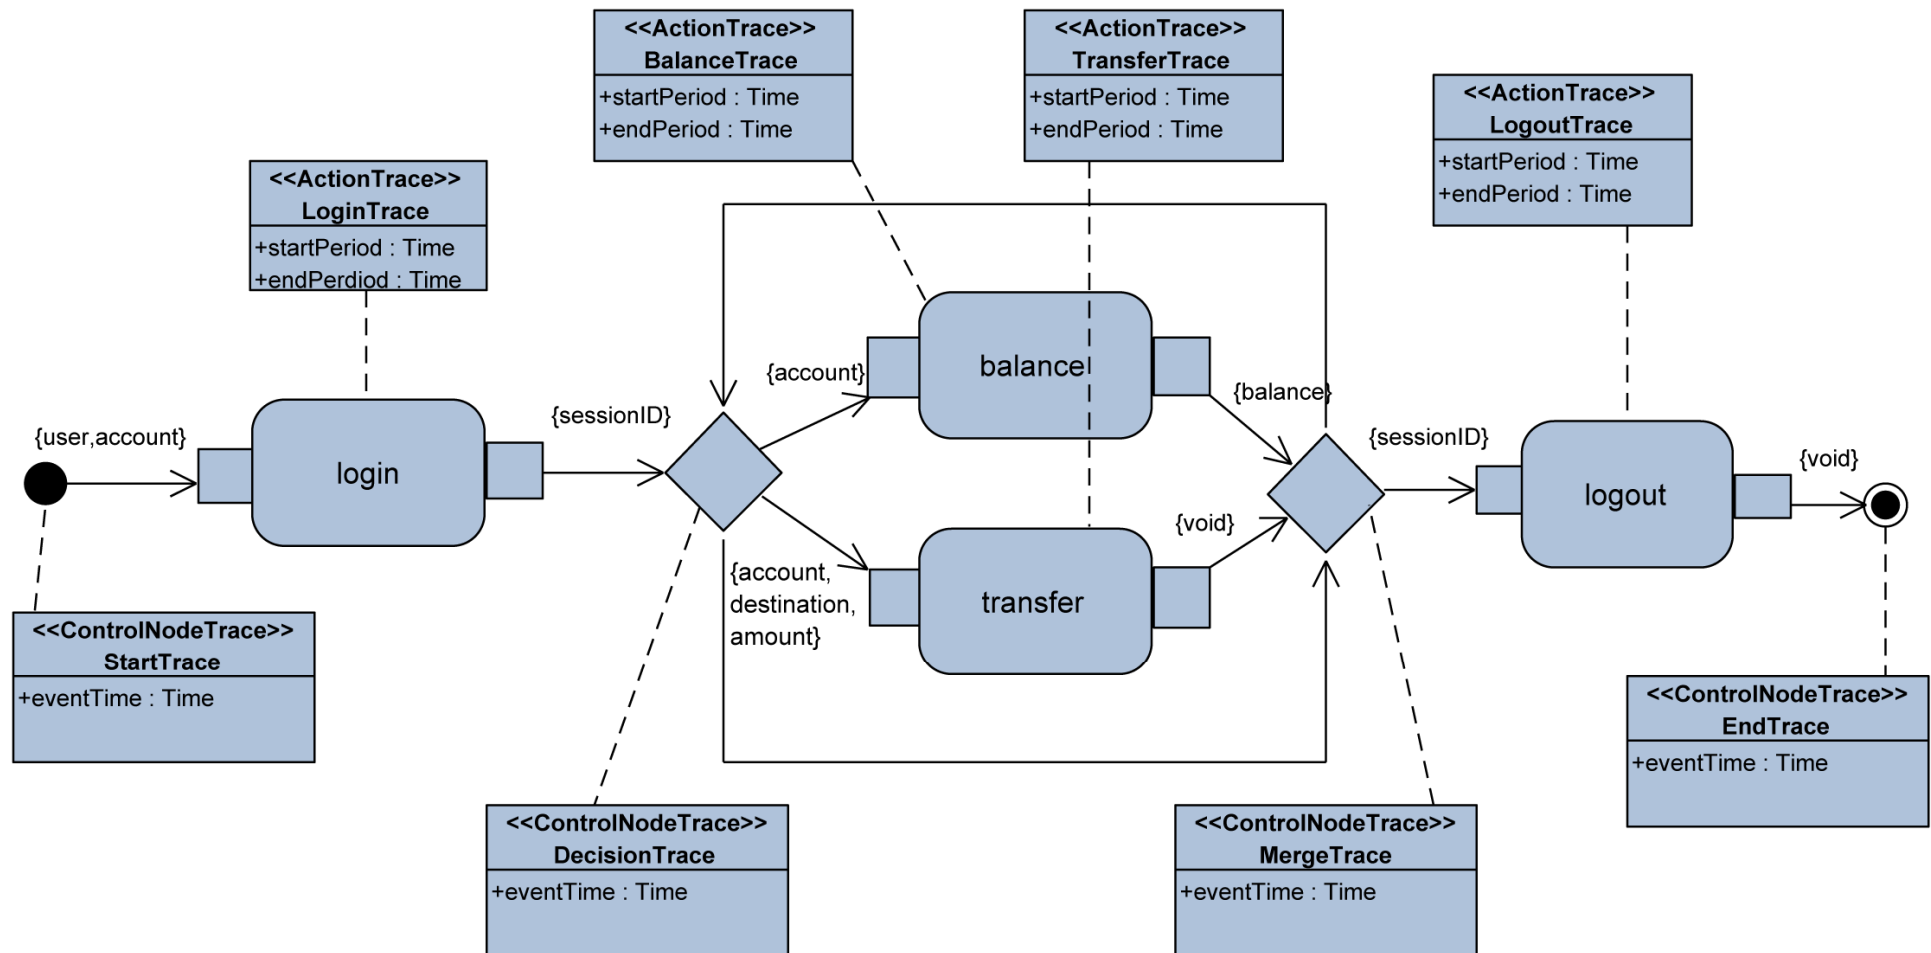 <<ActionTrace>>
BalanceTrace
+startPeriod : Time
+endPeriod : Time
<<ActionTrace>>
TransferTrace
+startPeriod : Time
+endPeriod : Time
<<ActionTrace>>
LogoutTrace
+startPeriod : Time
+endPeriod : Time
<<ActionTrace>>
LoginTrace
+startPeriod : Time
+endPerdiod : Time
{user,account}
login
{sessionID}
{account}
balance
{balance}
{account,
destination,
amount}
transfer
{void}
{sessionID}
logout
{void}
<<ControlNodeTrace>>
StartTrace
+eventTime : Time
<<ControlNodeTrace>>
DecisionTrace
+eventTime : Time
<<ControlNodeTrace>>
MergeTrace
+eventTime : Time
<<ControlNodeTrace>>
EndTrace
+eventTime : Time